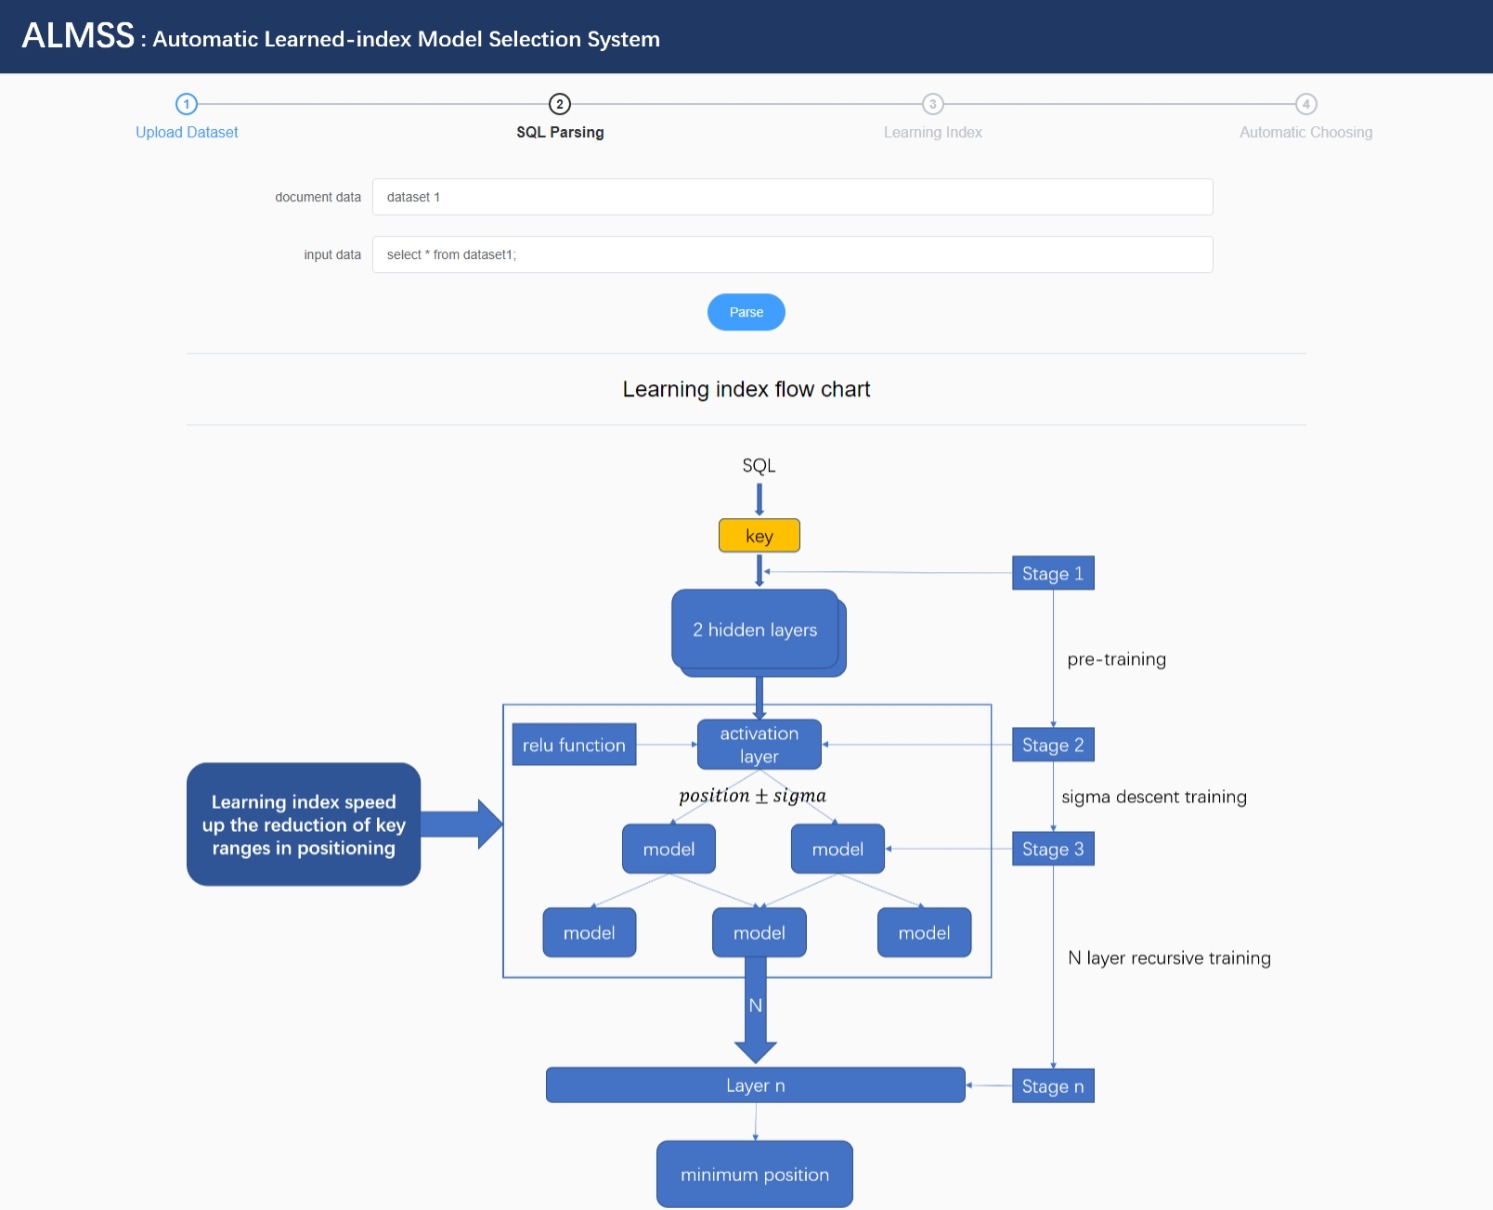 ALMSS : Automatic Learned-index Model Selection System
1
2
3
4
Upload Dataset
SQL Parsing
Learning Index
Automatic Choosing
document data
dataset 1
input data
select * from dataset1;
Parse
Learning index flow chart
SQL
key
Stage 1
2 hidden layers
pre-training
relu function
activation
layer
Stage 2
position ± sigma
sigma descent training
Learning index speed
up the reduction of key
ranges in positioning
model
model
Stage 3
model
model
model
N layer recursive training
N
Layer n
Stage n
minimum position